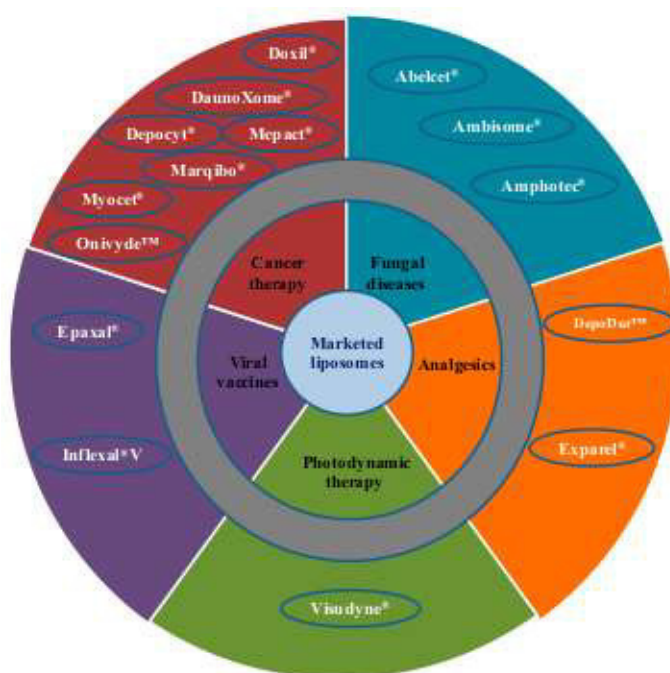 Doxil®
DaunoXome®
Depocyt®
Mepact®
Marqibo®
Myocet®
Onivyde™
Abelcet®
Ambisome®
Amphotec®
Cancer
therapy
Fungal
diseases
Epaxal®
DepoDur™
Marketed
liposomes
Viral
vaccines
Analgesics
Inflexal®V
Exparel®
Photodynamic
therapy
Visudyne®